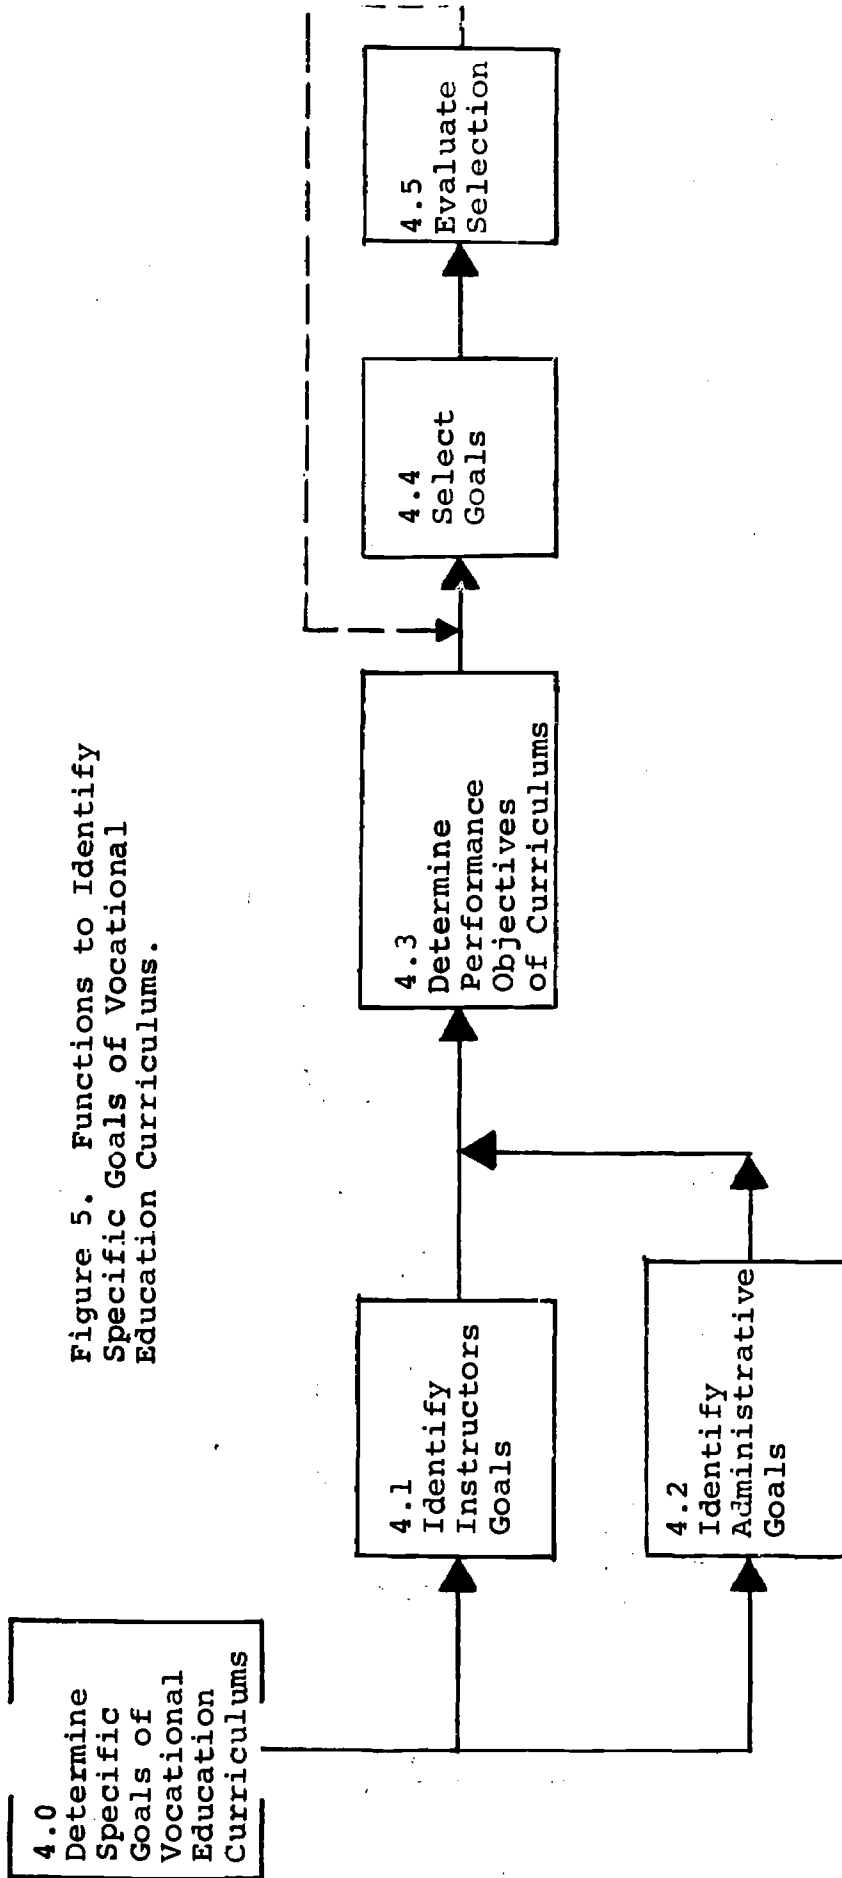 4.0
Determine
Specific
Goals of
Vocational
Education
Curriculums
Figure 5. Functions to Identify
Specific Goals of Vocational
Education Curriculums.
4.1
Identify
Instructors
Goals
4.2
Identify
Administrative
Goals
4.3
Determine
Performance
Objectives
of Curriculums
4.4
Select
Goals
4.5
Evaluate
Selection